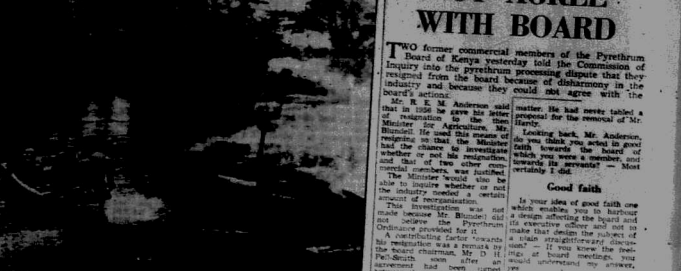 AGREE
WITH BOARD
TWO former commercial members of the Pyrethrum
Board of Kenya yesterday told the Commission of
Inquiry into the pyrethrum processing dispute that they
resigned from the board because of disharmony in the
industry and because they could not agree with the
board's actions.
Mr. R. E. M. Anderson said
that in 1956 he gave his letter
of resignation to the then
Minister for Agriculture, Mr.
Blundell. He used this means of
resigning so that the Minister
had the chance to investigate
whether or not his resignation,
and that of two other com-
mercial members, was justified.
The Minister would also be
able to inquire whether or not
the industry needed a certain
amount of reorganisation.
This investigation was not
made because Mr. Blundell did
not believe the Pyrethrum
Ordinance provided for it.
A contributing factor towards
his resignation was a remark by
the board chairman, Mr. D. H.
Pell-Smith soon after an
agreement had been signed
matter. He had never tabled a
proposal for the removal of Mr.
Hardy.
Looking back, Mr. Anderson,
do you think you acted in good
faith towards the board of
which you were a member, and
towards its servants? — Most
certainly I did.
Good faith
Is your idea of good faith one
which enables you to harbour
a design affecting the board and
its executive officer and not to
make that design the subject of
a plain straightforward discus-
sion? — If you knew the feel-
ings at board meetings, you
would understand my answer,